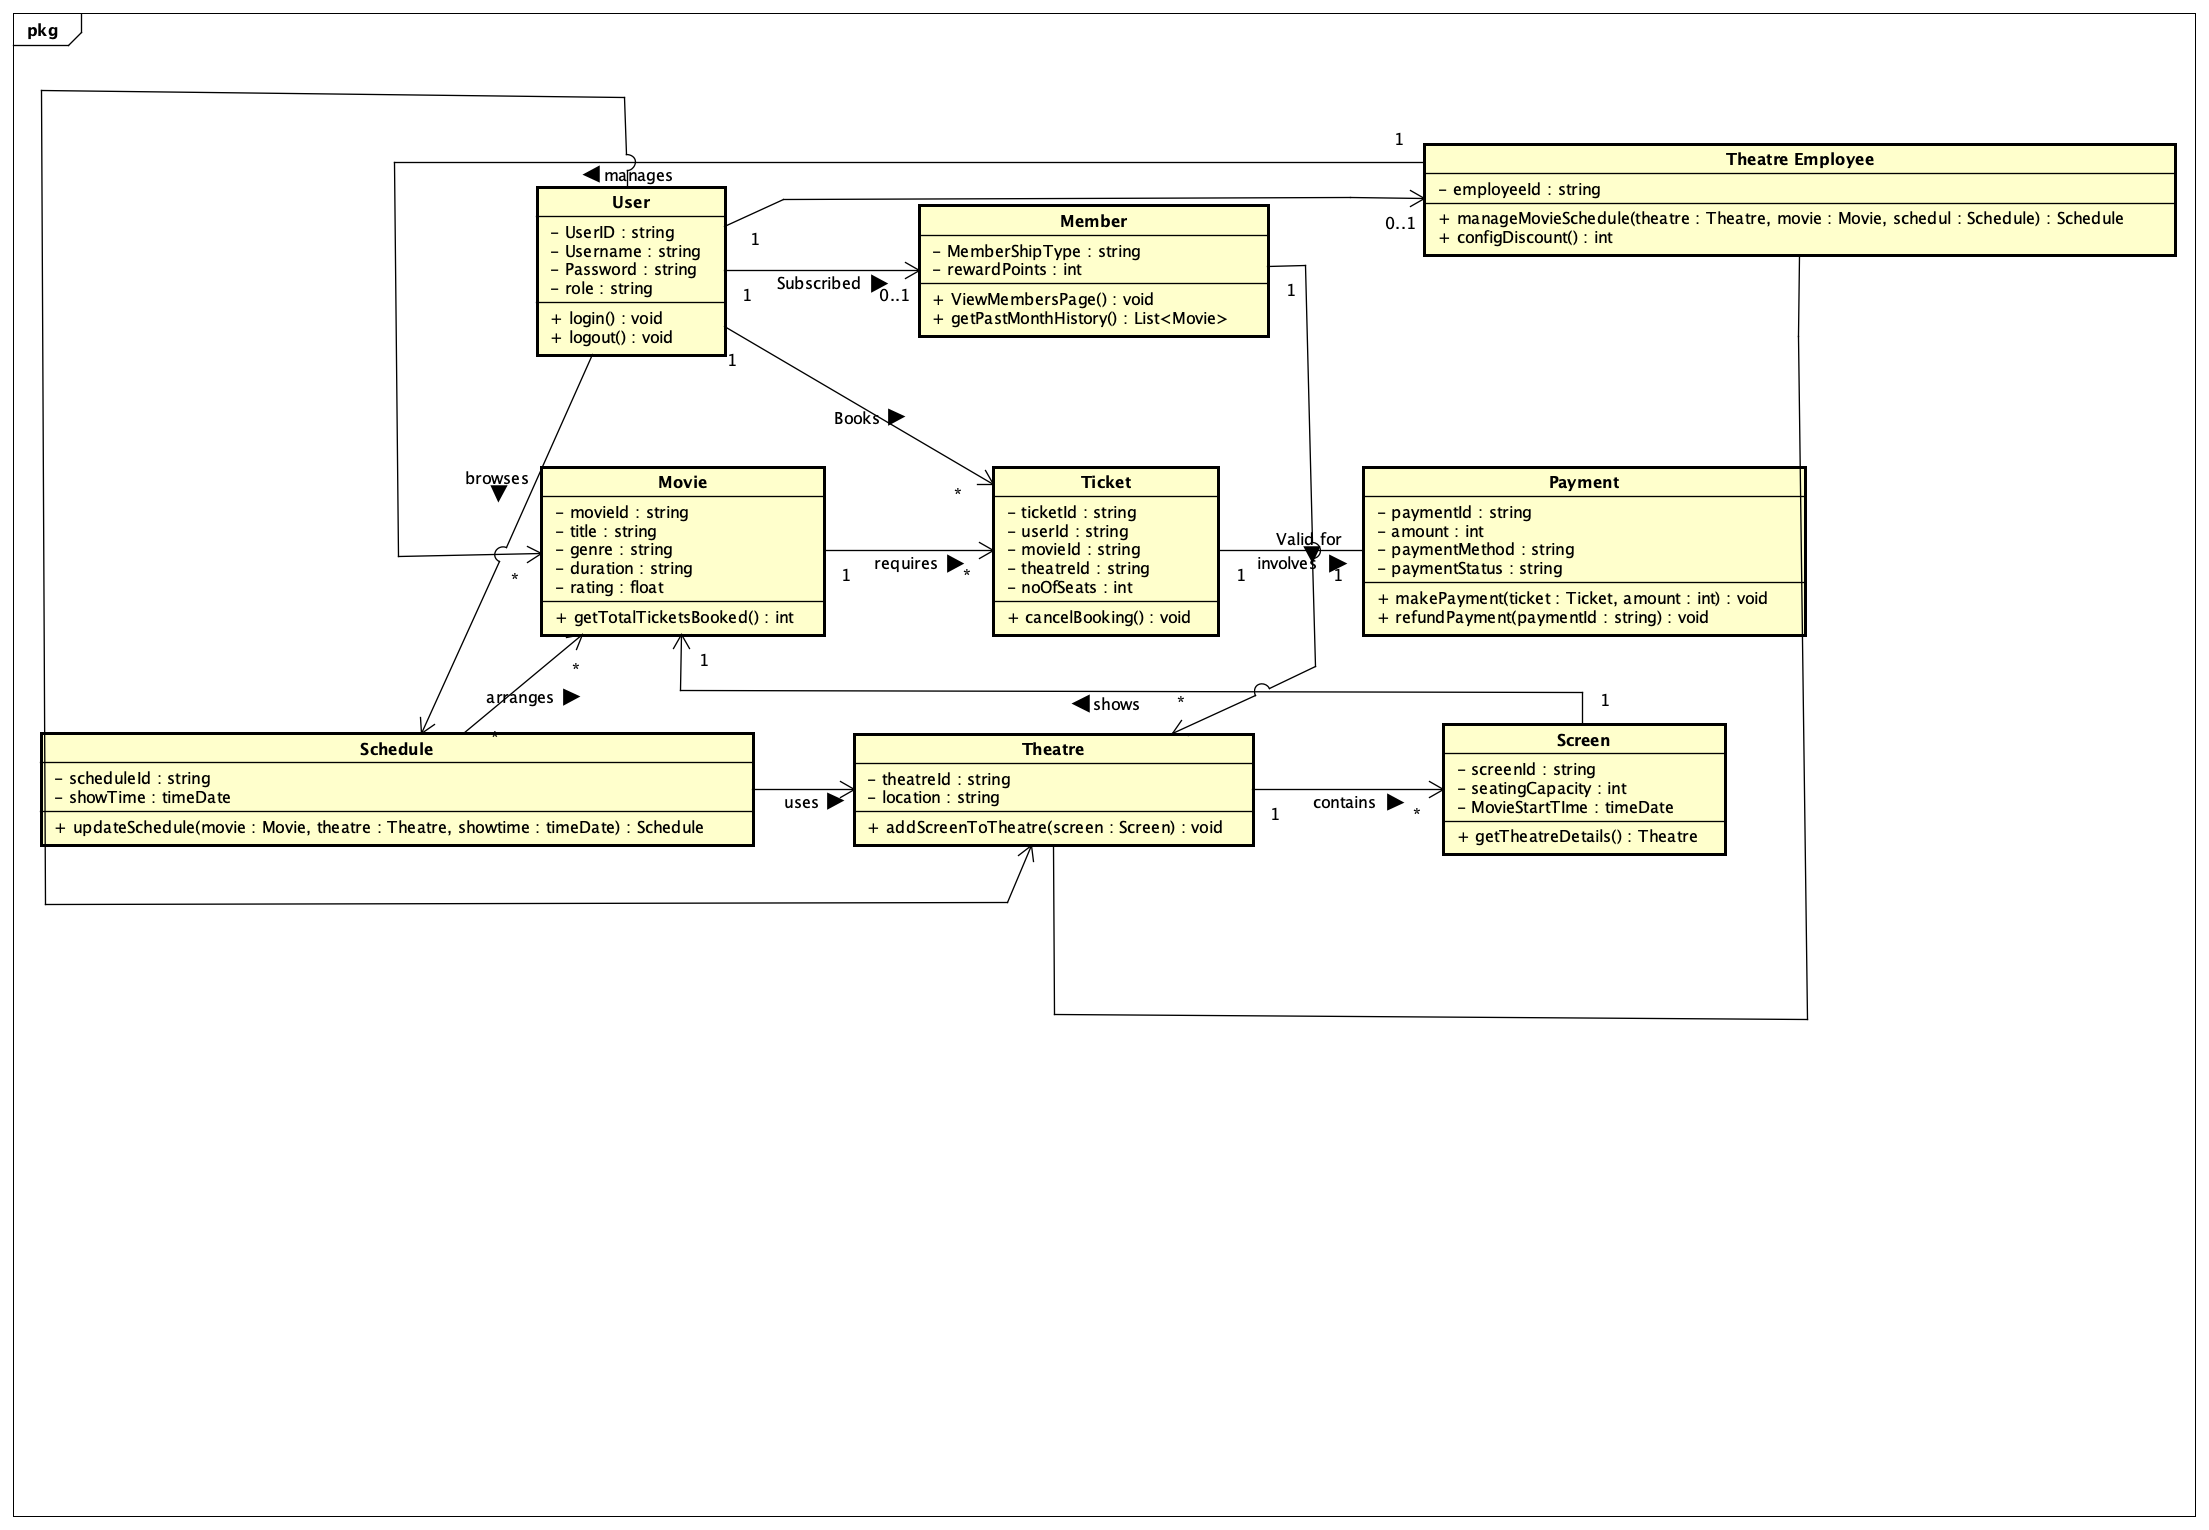 pkg
1
Theatre Employee
– employeeId : string
+ manageMovieSchedule(theatre : Theatre, movie : Movie, schedul : Schedule) : Schedule
+ configDiscount() : int
manages
User
– UserID : string
– Username : string
– Password : string
– role : string
+ login() : void
+ logout() : void
1
0..1
Member
– MemberShipType : string
– rewardPoints : int
+ ViewMembersPage() : void
+ getPastMonthHistory() : List<Movie>
Subscribed
1
0..1
1
1
Books
*
browses
*
Movie
– movieId : string
– title : string
– genre : string
– duration : string
– rating : float
+ getTotalTicketsBooked() : int
requires
1
*
Ticket
– ticketId : string
– userId : string
– movieId : string
– theatreId : string
– noOfSeats : int
+ cancelBooking() : void
Valid for
involves
1
1
Payment
– paymentId : string
– amount : int
– paymentMethod : string
– paymentStatus : string
+ makePayment(ticket : Ticket, amount : int) : void
+ refundPayment(paymentId : string) : void
*
1
arranges
*
shows
*
1
Schedule
– scheduleId : string
– showTime : timeDate
+ updateSchedule(movie : Movie, theatre : Theatre, showtime : timeDate) : Schedule
uses
Theatre
– theatreId : string
– location : string
+ addScreenToTheatre(screen : Screen) : void
contains
1
*
Screen
– screenId : string
– seatingCapacity : int
– MovieStartTIme : timeDate
+ getTheatreDetails() : Theatre